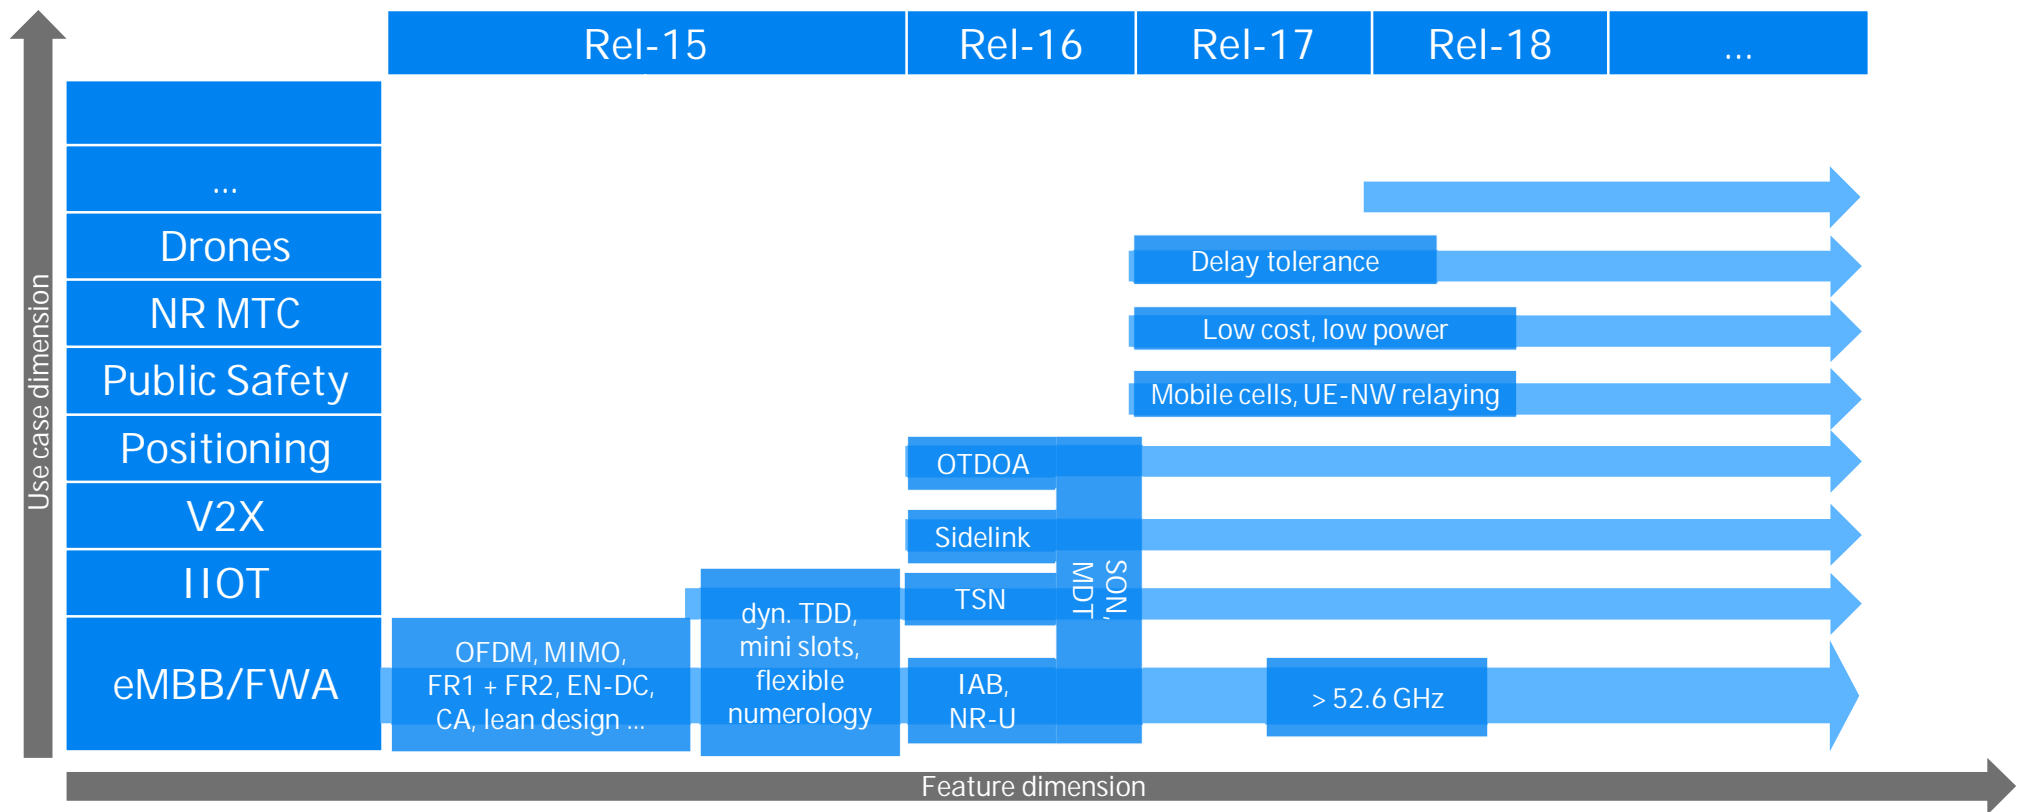 Rel-15
Rel-16
Rel-17
Rel-18
...
Use case dimension
...
Drones
Delay tolerance
NR MTC
Low cost, low power
Public Safety
Mobile cells, UE-NW relaying
Positioning
OTDOA
V2X
Sidelink
SON,
MDT
IIOT
TSN
dyn. TDD,
mini slots,
flexible
numerology
eMBB/FWA
OFDM, MIMO,
FR1 + FR2, EN-DC,
CA, lean design ...
IAB,
NR-U
> 52.6 GHz
Feature dimension